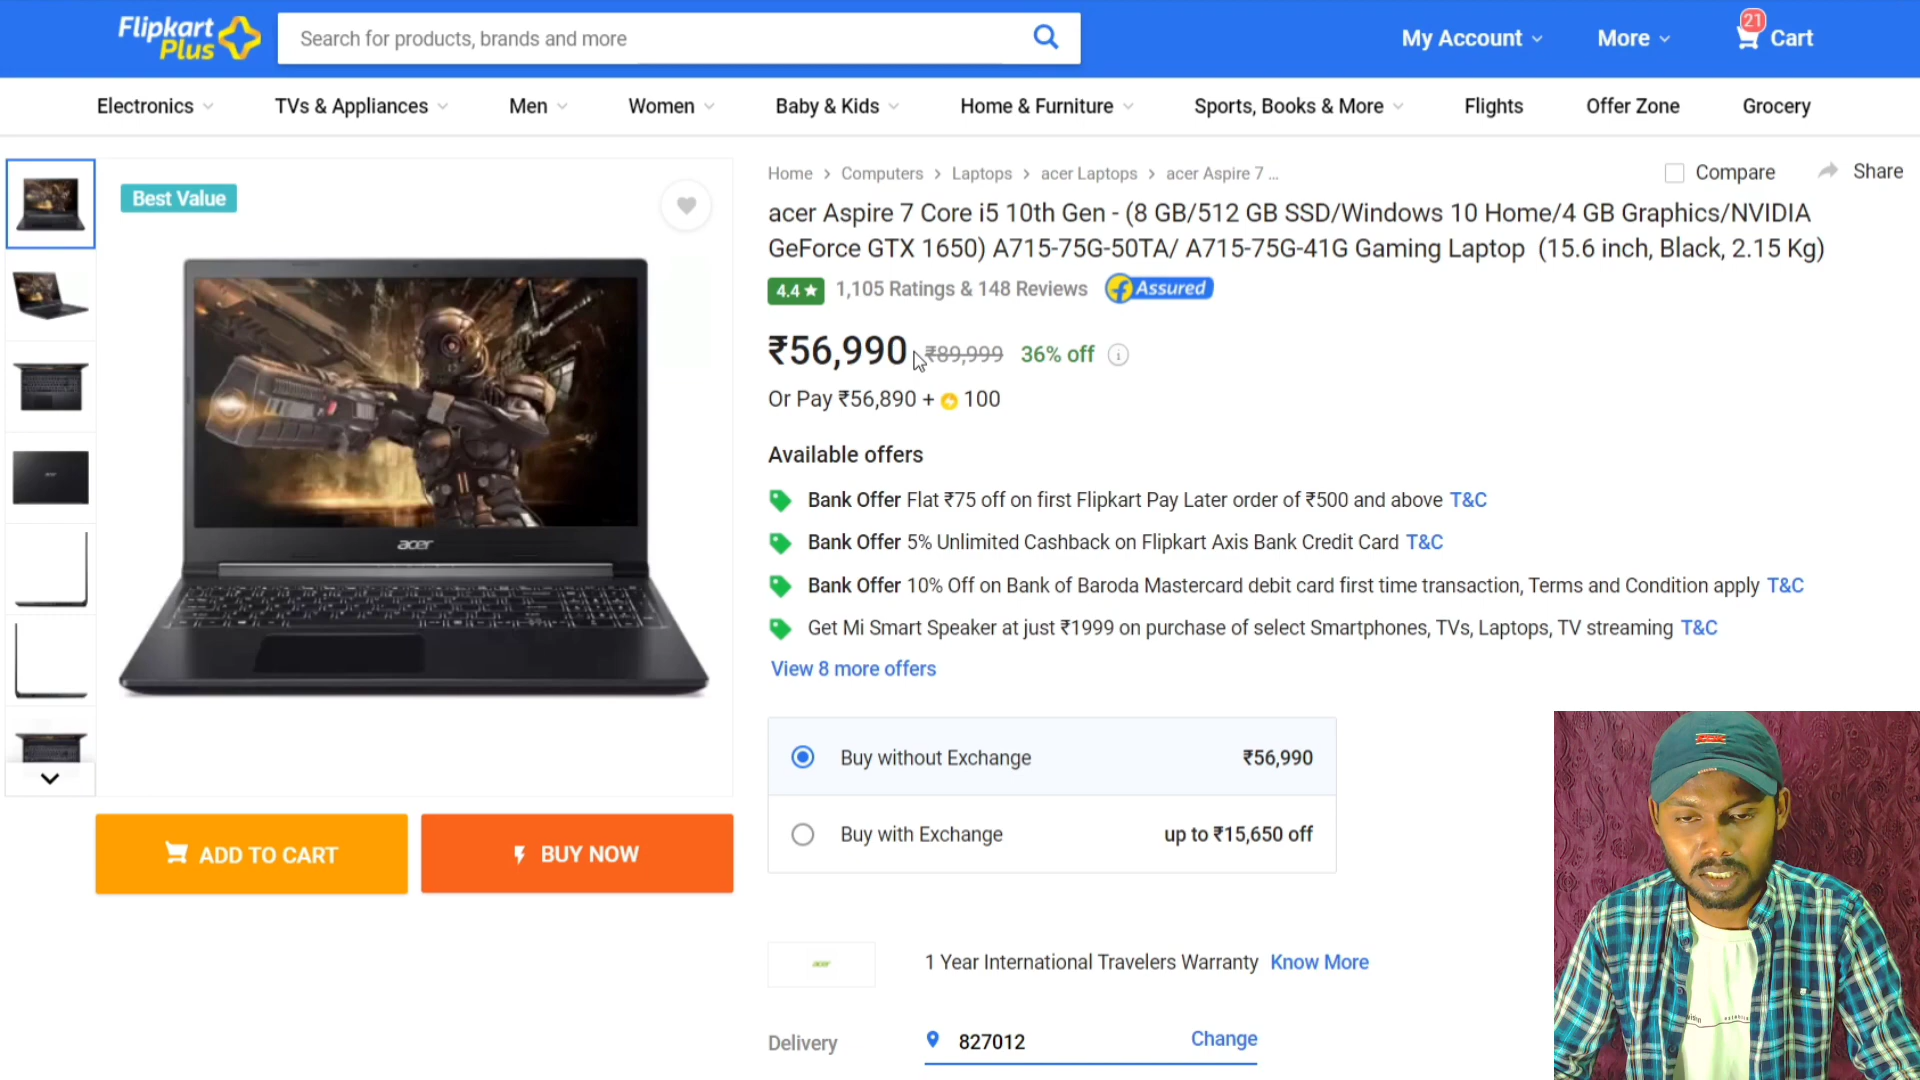 Flipkart
Plus
Search for products, brands and more
My Account
More
21
Cart
Electronics
TVs & Appliances
Men
Women
Baby & Kids
Home & Furniture
Sports, Books & More
Flights
Offer Zone
Grocery
Best Value
acer
Home > Computers > Laptops > acer Laptops > acer Aspire 7 ...
Compare
Share
acer Aspire 7 Core i5 10th Gen - (8 GB/512 GB SSD/Windows 10 Home/4 GB Graphics/NVIDIA
GeForce GTX 1650) A715-75G-50TA/ A715-75G-41G Gaming Laptop (15.6 inch, Black, 2.15 Kg)
4.4 ★ 1,105 Ratings & 148 Reviews
Assured
₹56,990 ₹89,999 36% off
Or Pay ₹56,890 + 100
Available offers
Bank Offer Flat ₹75 off on first Flipkart Pay Later order of ₹500 and above T&C
Bank Offer 5% Unlimited Cashback on Flipkart Axis Bank Credit Card T&C
Bank Offer 10% Off on Bank of Baroda Mastercard debit card first time transaction, Terms and Condition apply T&C
Get Mi Smart Speaker at just ₹1999 on purchase of select Smartphones, TVs, Laptops, TV streaming T&C
View 8 more offers
Buy without Exchange ₹56,990
Buy with Exchange up to ₹15,650 off
ADD TO CART
BUY NOW
acer
1 Year International Travelers Warranty Know More
Delivery
827012
Change